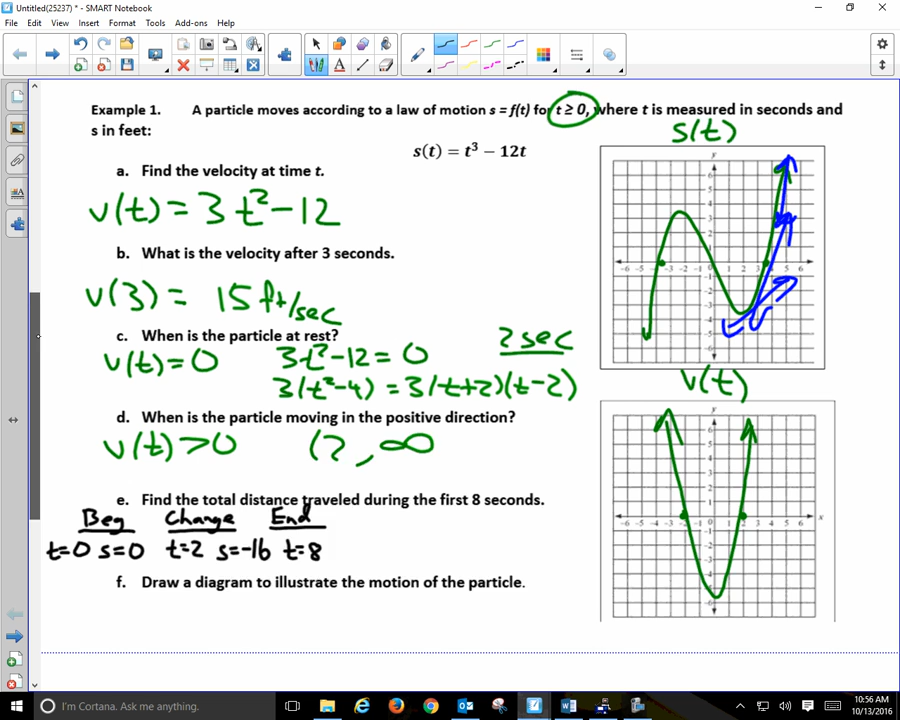 Untitled(25237) * - SMART Notebook
File Edit View Insert Format Tools Add-ons Help
Example 1. A particle moves according to a law of motion s = f(t) for t ≥ 0, where t is measured in seconds and
s in feet:
s(t)
s(t) = t³ − 12t
a. Find the velocity at time t.
v(t) = 3t²−12
b. What is the velocity after 3 seconds.
v(3) = 15 ft/sec
c. When is the particle at rest?
2 sec
v(t) = 0 3t²−12 = 0
3(t²−4) = 3(t+2)(t−2)
v(t)
d. When is the particle moving in the positive direction?
v(t) > 0 (2, ∞
e. Find the total distance traveled during the first 8 seconds.
Beg Change End
t=0 s=0 t=2 s=-16 t=8
f. Draw a diagram to illustrate the motion of the particle.
I'm Cortana. Ask me anything.
10:56 AM
10/13/2016